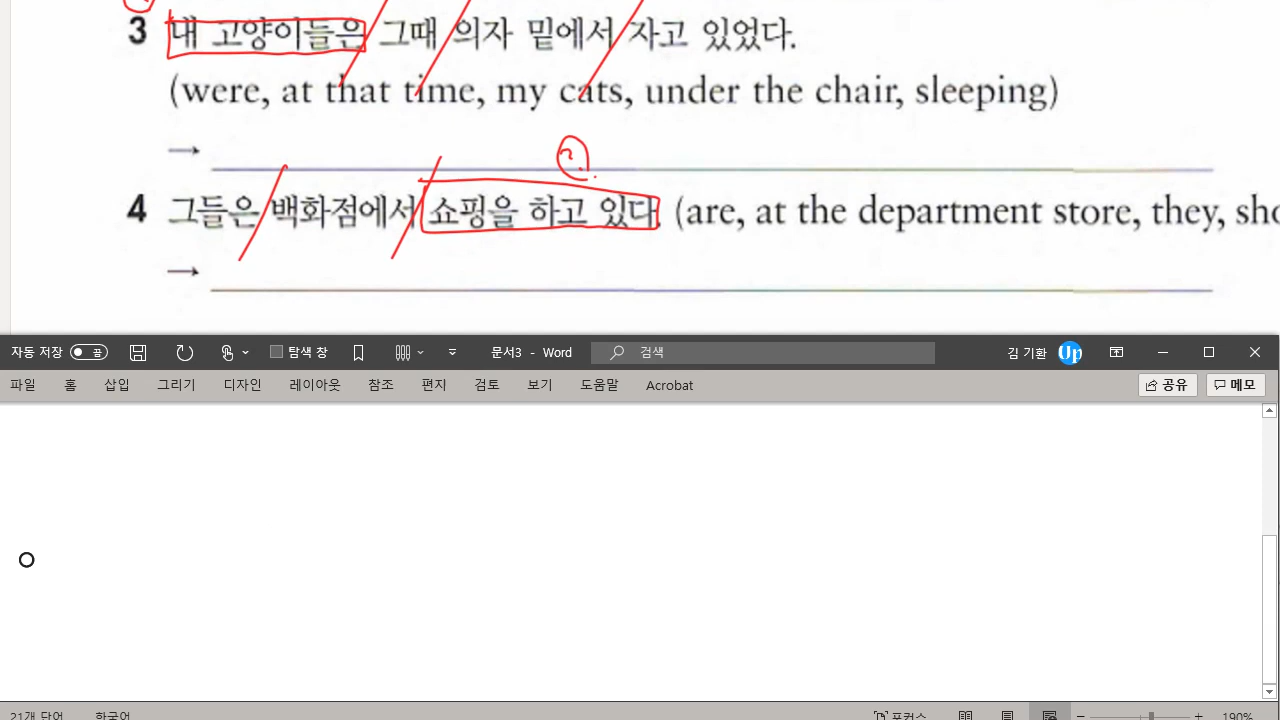 3 내 고양이들은 그때 의자 밑에서 자고 있었다.
(were, at that time, my cats, under the chair, sleeping)
→
?
4 그들은 백화점에서 쇼핑을 하고 있다 (are, at the department store, they,
→
자동 저장 끔 탐색 창 문서3 - Word 검색 김 기환 Up
파일 홈 삽입 그리기 디자인 레이아웃 참조 편지 검토 보기 도움말 Acrobat 공유 메모
21개 단어 한국어 포커스 190%